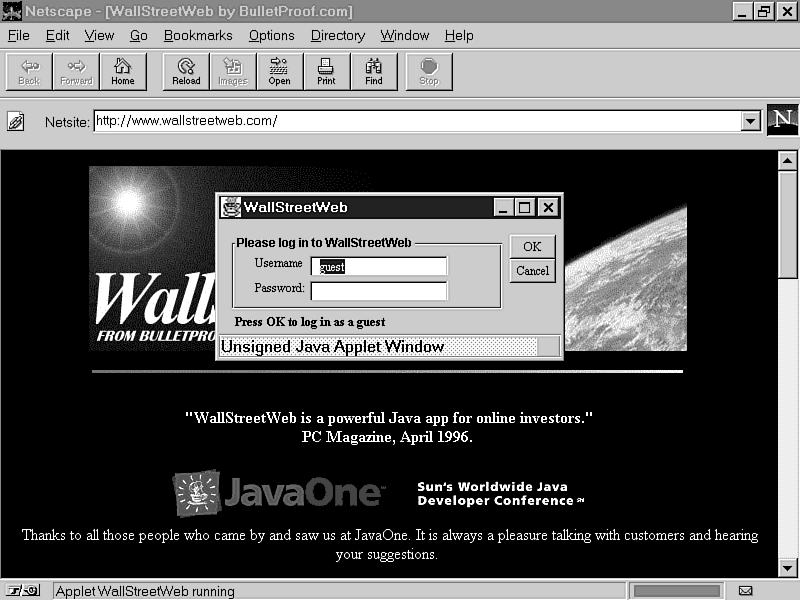 Netscape - [WallStreetWeb by BulletProof.com]
File Edit View Go Bookmarks Options Directory Window Help
Back Forward Home Reload Images Open Print Find Stop
Netsite: http://www.wallstreetweb.com/
N
WallStreetWeb
Please log in to WallStreetWeb
Username guest
OK
Password:
Cancel
Press OK to log in as a guest
Unsigned Java Applet Window
Wall
FROM BULLETPRO
"WallStreetWeb is a powerful Java app for online investors."
PC Magazine, April 1996.
JavaOne℠
Sun's Worldwide Java
Developer Conference ℠
Thanks to all those people who came by and saw us at JavaOne. It is always a pleasure talking with customers and hearing
your suggestions.
Applet WallStreetWeb running